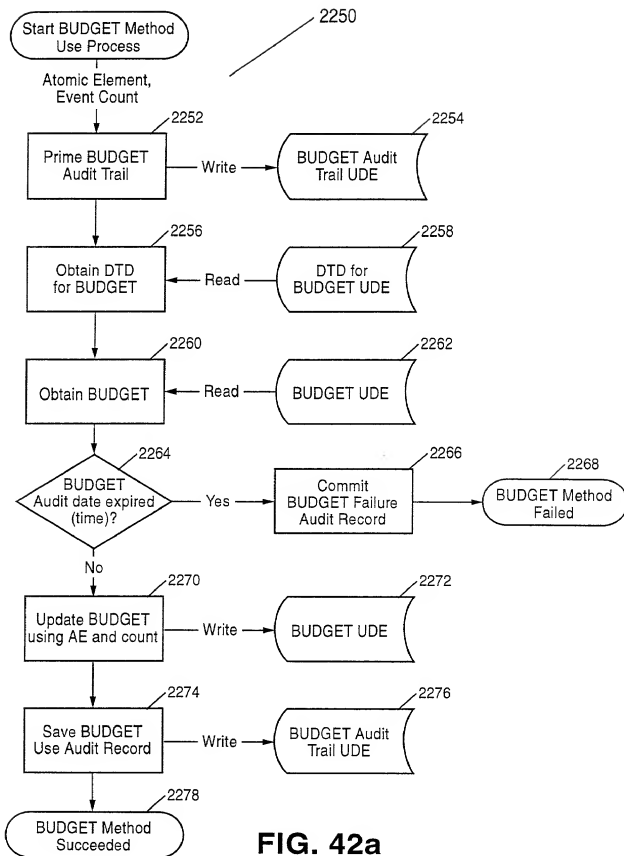 Start BUDGET Method
Use Process
2250
Atomic Element,
Event Count
2252
2254
Prime BUDGET
Audit Trail
Write
BUDGET Audit
Trail UDE
2256
2258
Obtain DTD
for BUDGET
Read
DTD for
BUDGET UDE
2260
2262
Obtain BUDGET
Read
BUDGET UDE
2264
2266
2268
BUDGET
Audit date expired
(time)?
Yes
Commit
BUDGET Failure
Audit Record
BUDGET Method
Failed
No
2270
2272
Update BUDGET
using AE and count
Write
BUDGET UDE
2274
2276
Save BUDGET
Use Audit Record
Write
BUDGET Audit
Trail UDE
2278
BUDGET Method
Succeeded
FIG. 42a